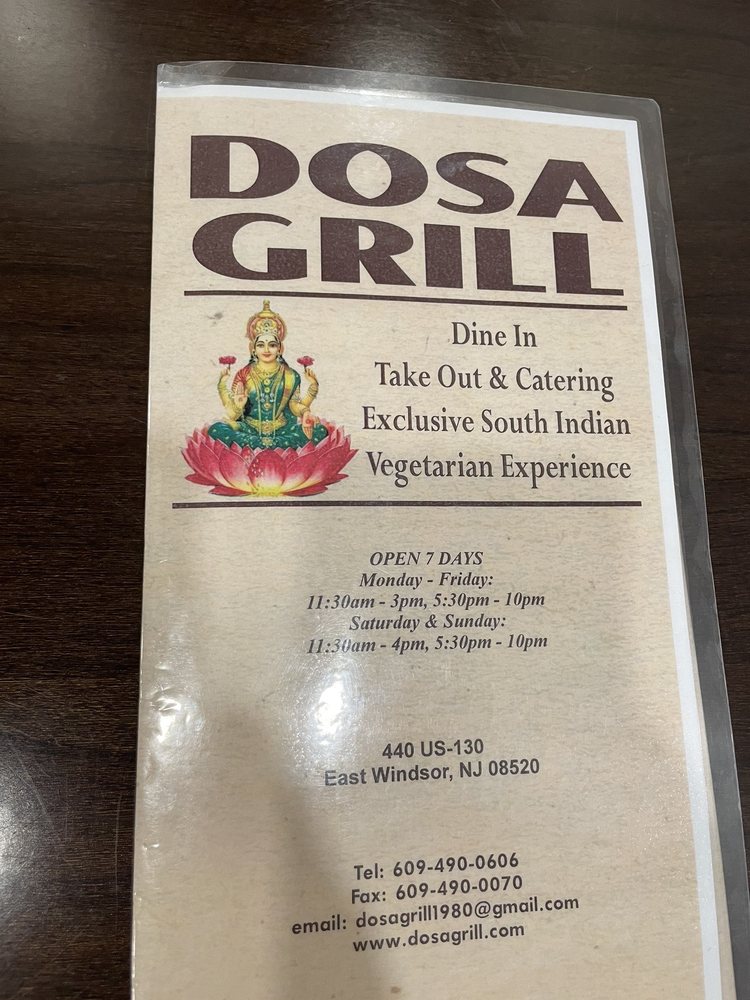 DOSA
GRILL
Dine In
Take Out & Catering
Exclusive South Indian
Vegetarian Experience
OPEN 7 DAYS
Monday - Friday:
11:30am - 3pm, 5:30pm - 10pm
Saturday & Sunday:
11:30am - 4pm, 5:30pm - 10pm
440 US-130
East Windsor, NJ 08520
Tel: 609-490-0606
Fax: 609-490-0070
email: dosagrill1980@gmail.com
www.dosagrill.com